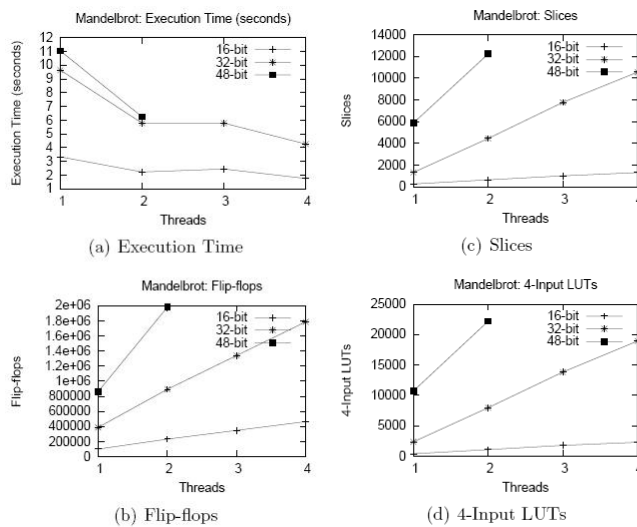 Mandelbrot: Execution Time (seconds)
Execution Time (seconds)
12
11
10
9
8
7
6
5
4
3
2
1
16-bit
32-bit
48-bit
1 2 3 4
Threads
(a) Execution Time
Mandelbrot: Slices
Slices
14000
12000
10000
8000
6000
4000
2000
0
16-bit
32-bit
48-bit
1 2 3 4
Threads
(c) Slices
Mandelbrot: Flip-flops
Flip-flops
2e+06
1.8e+06
1.6e+06
1.4e+06
1.2e+06
1e+06
800000
600000
400000
200000
0
16-bit
32-bit
48-bit
1 2 3 4
Threads
(b) Flip-flops
Mandelbrot: 4-Input LUTs
4-Input LUTs
25000
20000
15000
10000
5000
0
16-bit
32-bit
48-bit
1 2 3 4
Threads
(d) 4-Input LUTs